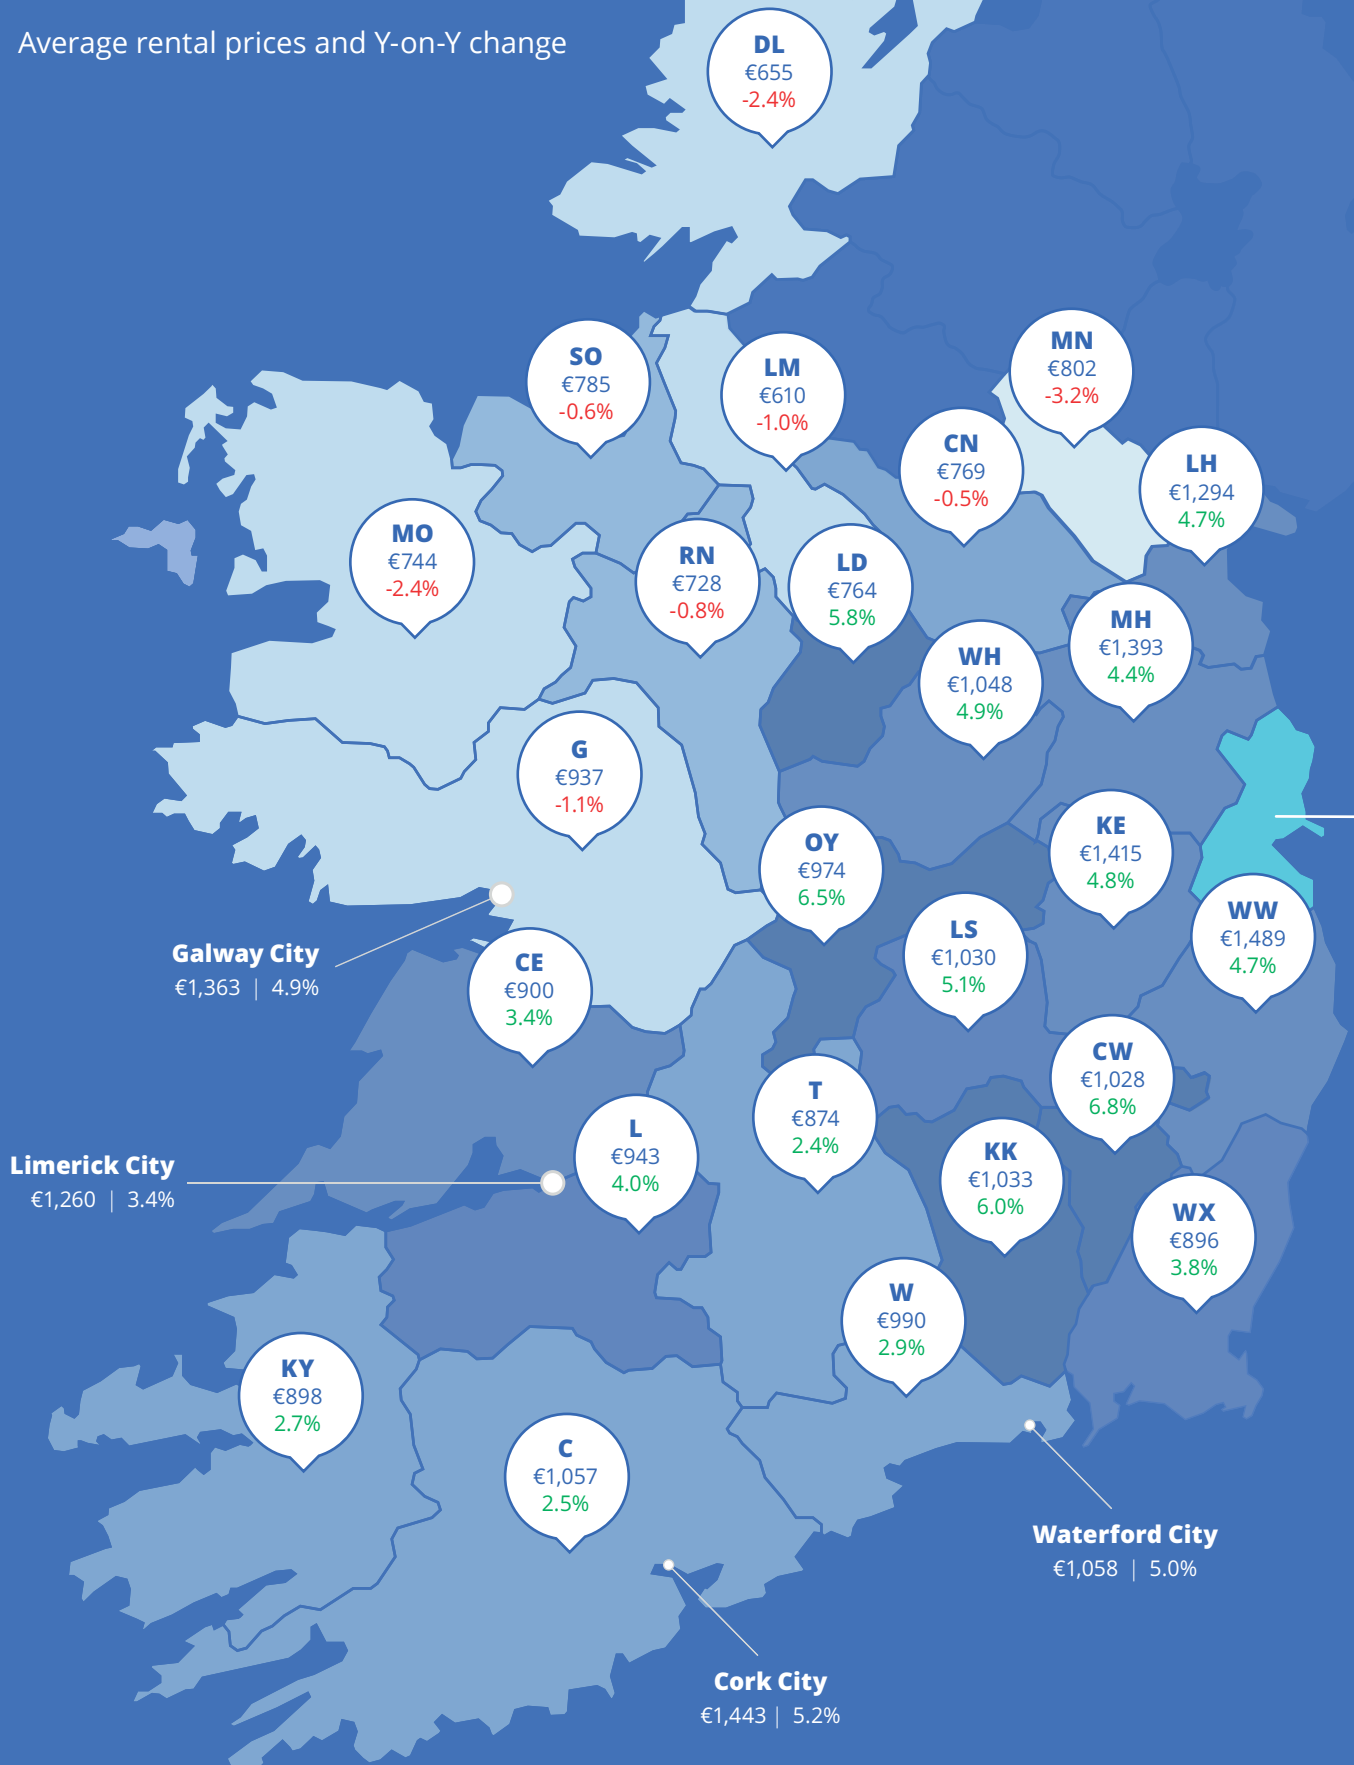 Average rental prices and Y-on-Y change
DL
€655
-2.4%
SO
€785
-0.6%
LM
€610
-1.0%
MN
€802
-3.2%
CN
€769
-0.5%
LH
€1,294
4.7%
MO
€744
-2.4%
RN
€728
-0.8%
LD
€764
5.8%
WH
€1,048
4.9%
MH
€1,393
4.4%
G
€937
-1.1%
OY
€974
6.5%
KE
€1,415
4.8%
WW
€1,489
4.7%
LS
€1,030
5.1%
Galway City
€1,363 | 4.9%
CE
€900
3.4%
CW
€1,028
6.8%
T
€874
2.4%
L
€943
4.0%
KK
€1,033
6.0%
Limerick City
€1,260 | 3.4%
WX
€896
3.8%
W
€990
2.9%
KY
€898
2.7%
C
€1,057
2.5%
Waterford City
€1,058 | 5.0%
Cork City
€1,443 | 5.2%